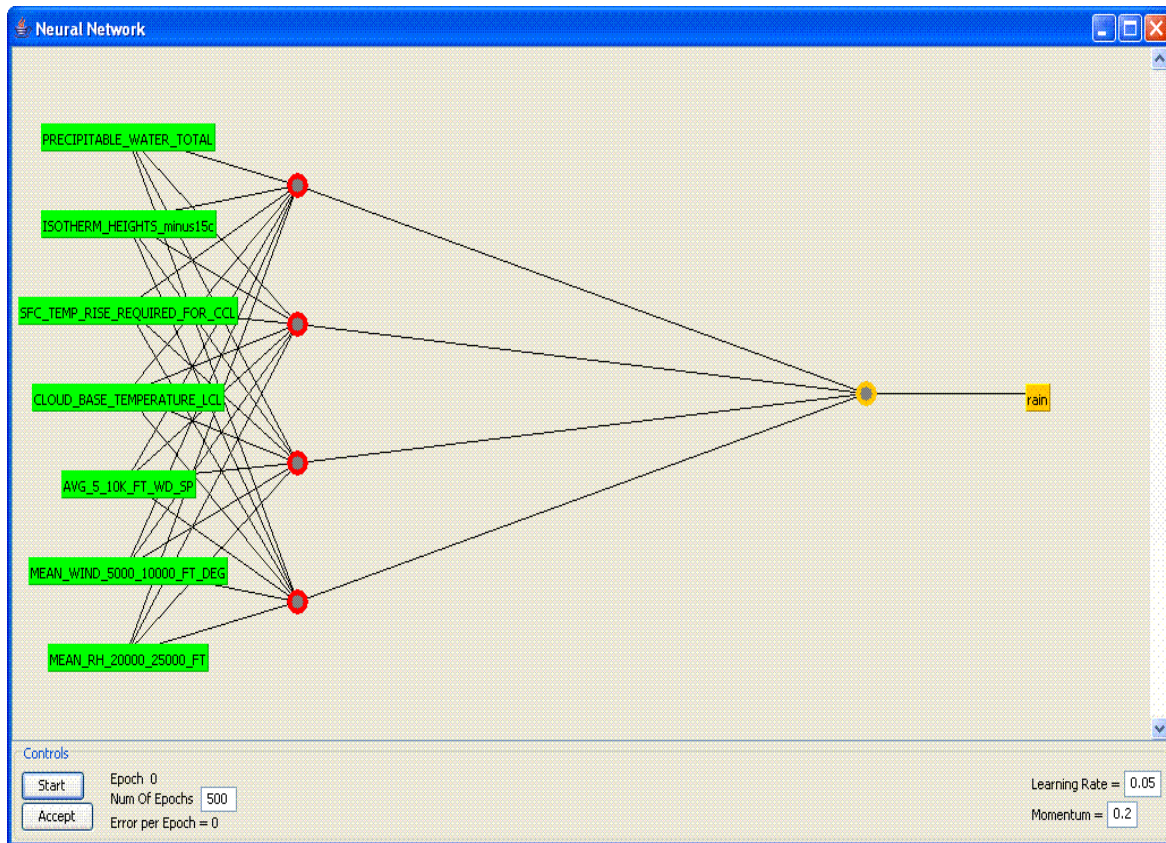 Neural Network
PRECIPITABLE_WATER_TOTAL
ISOTHERM_HEIGHTS_minus15c
SFC_TEMP_RISE_REQUIRED_FOR_CCL
CLOUD_BASE_TEMPERATURE_LCL
AVG_5_10K_FT_WD_SP
MEAN_WIND_5000_10000_FT_DEG
MEAN_RH_20000_25000_FT
rain
Controls
Start
Accept
Epoch 0
Num Of Epochs 500
Error per Epoch = 0
Learning Rate = 0.05
Momentum = 0.2